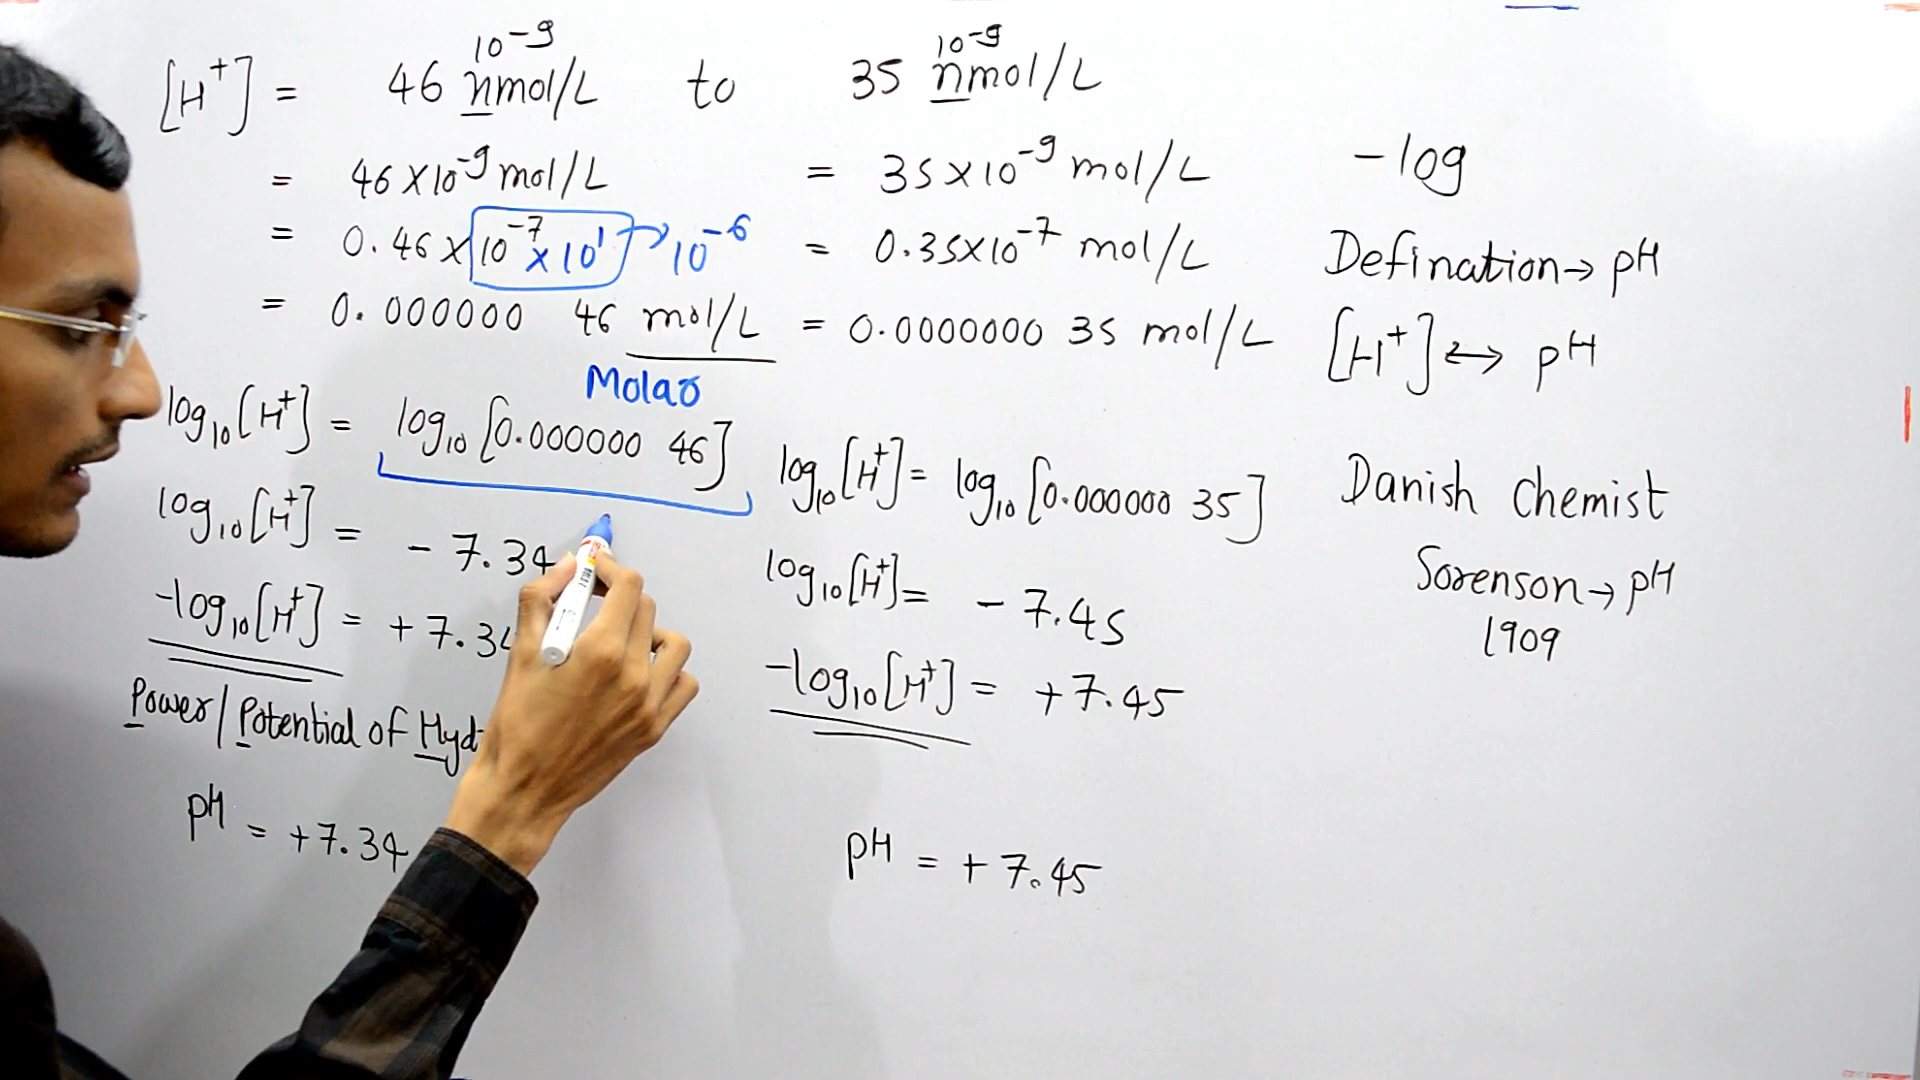 10⁻⁹ 10⁻⁹
[H⁺] = 46 nmol/L to 35 nmol/L
= 46 × 10⁻⁹ mol/L = 35 × 10⁻⁹ mol/L
= 0.46 × 10⁻⁷ × 10¹ → 10⁻⁶ = 0.35 × 10⁻⁷ mol/L
= 0.000000 46 mol/L = 0.0000000 35 mol/L
Molar
log₁₀[H⁺] = log₁₀[0.000000 46]
log₁₀[H⁺] = - 7.34
-log₁₀[H⁺] = + 7.34
Power/Potential of Hyd
pH = +7.34
log₁₀[H⁺] = log₁₀[0.000000 35]
log₁₀[H⁺] = - 7.45
-log₁₀[H⁺] = +7.45
pH = + 7.45
-log
Defination → pH
[H⁺] ↔ pH
Danish Chemist
Sorenson → pH
1909